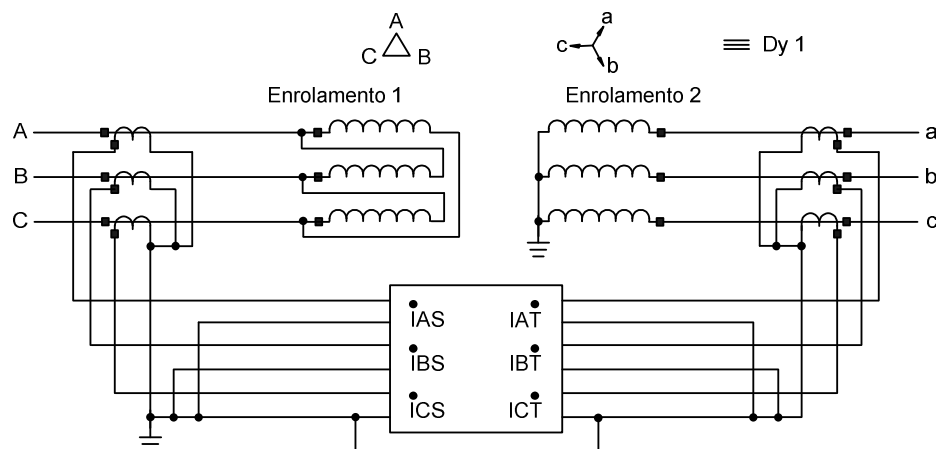 A
C B
a
c
b
Dy 1
Enrolamento 1
Enrolamento 2
A
a
B
b
C
c
IAS IAT
IBS IBT
ICS ICT